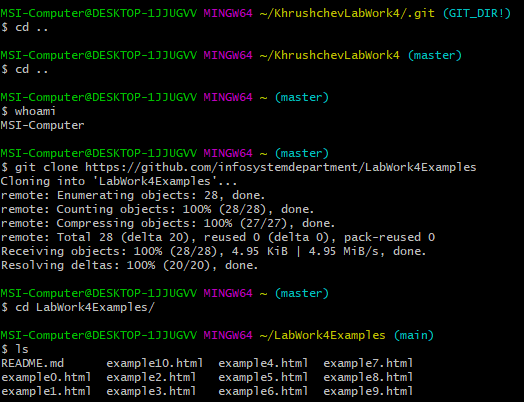 MSI-Computer@DESKTOP-1JJUGVV MINGW64 ~/KhrushchevLabWork4/.git (GIT_DIR!)
$ cd ..
MSI-Computer@DESKTOP-1JJUGVV MINGW64 ~/KhrushchevLabWork4 (master)
$ cd ..
MSI-Computer@DESKTOP-1JJUGVV MINGW64 ~ (master)
$ whoami
MSI-Computer
MSI-Computer@DESKTOP-1JJUGVV MINGW64 ~ (master)
$ git clone https://github.com/infosystemdepartment/LabWork4Examples
Cloning into 'LabWork4Examples'...
remote: Enumerating objects: 28, done.
remote: Counting objects: 100% (28/28), done.
remote: Compressing objects: 100% (27/27), done.
remote: Total 28 (delta 20), reused 0 (delta 0), pack-reused 0
Receiving objects: 100% (28/28), 4.95 KiB | 4.95 MiB/s, done.
Resolving deltas: 100% (20/20), done.
MSI-Computer@DESKTOP-1JJUGVV MINGW64 ~ (master)
$ cd LabWork4Examples/
MSI-Computer@DESKTOP-1JJUGVV MINGW64 ~/LabWork4Examples (main)
$ ls
README.md example10.html example4.html example7.html
example0.html example2.html example5.html example8.html
example1.html example3.html example6.html example9.html